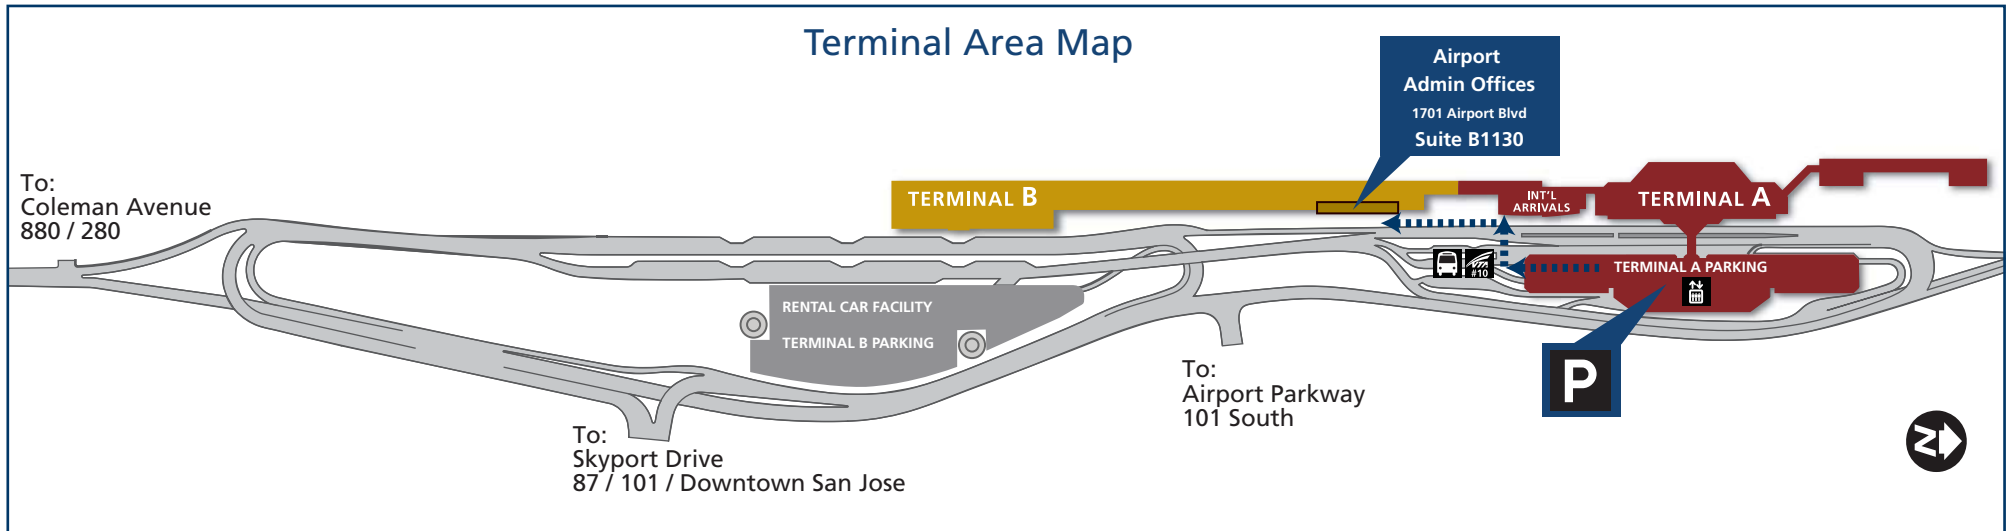 Terminal Area Map
Airport
Admin Offices
1701 Airport Blvd
Suite B1130
To:
Coleman Avenue
880 / 280
TERMINAL B
INT'L
ARRIVALS
TERMINAL A
#10
TERMINAL A PARKING
RENTAL CAR FACILITY
TERMINAL B PARKING
P
To:
Airport Parkway
101 South
To:
Skyport Drive
87 / 101 / Downtown San Jose
N